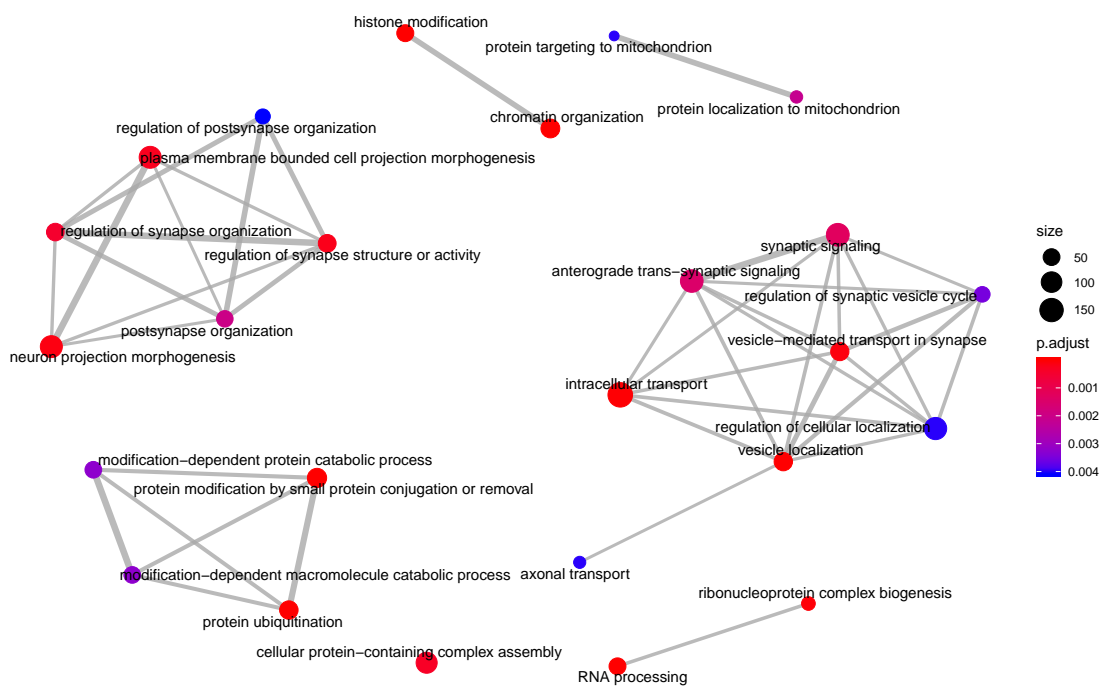 histone modification
protein targeting to mitochondrion
protein localization to mitochondrion
chromatin organization
regulation of postsynapse organization
plasma membrane bounded cell projection morphogenesis
regulation of synapse organization
regulation of synapse structure or activity
postsynapse organization
neuron projection morphogenesis
synaptic signaling
anterograde trans−synaptic signaling
regulation of synaptic vesicle cycle
vesicle−mediated transport in synapse
intracellular transport
regulation of cellular localization
vesicle localization
size
50
100
150
p.adjust
0.001
0.002
0.003
0.004
modification−dependent protein catabolic process
protein modification by small protein conjugation or removal
modification−dependent macromolecule catabolic process
axonal transport
protein ubiquitination
ribonucleoprotein complex biogenesis
cellular protein−containing complex assembly
RNA processing